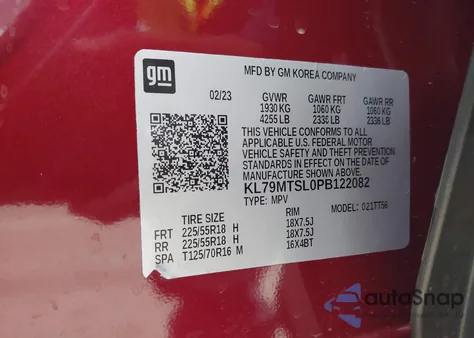 gm
MFD BY GM KOREA COMPANY
02/23 GVWR GAWR FRT GAWR RR
1930 KG 1060 KG 1060 KG
4255 LB 2336 LB 2336 LB
THIS VEHICLE CONFORMS TO ALL
APPLICABLE U.S. FEDERAL MOTOR
VEHICLE SAFETY AND THEFT PREVENTION
STANDARDS IN EFFECT ON THE DATE OF
MANUFACTURE SHOWN ABOVE.
KL79MTSL0PB122082
TYPE: MPV MODEL: 021TT56
TIRE SIZE RIM
FRT 225/55R18 H 18X7.5J
RR 225/55R18 H 18X7.5J
SPA T125/70R16 M 16X4BT
autoSnap